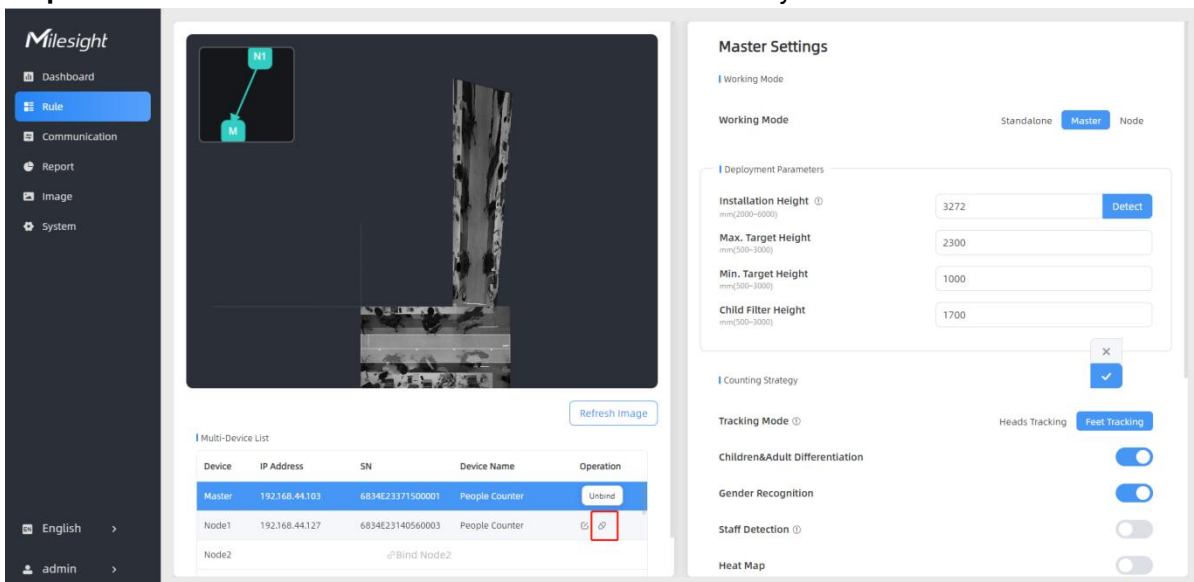 Milesight
Dashboard
Rule
Communication
Report
Image
System
EN English >
admin >
N1
M
Refresh Image
Multi-Device List
Device IP Address SN Device Name Operation
Master 192.168.44.103 6834E23371500001 People Counter Unbind
Node1 192.168.44.127 6834E23140560003 People Counter
Node2 Bind Node2
Master Settings
Working Mode
Working Mode Standalone Master Node
Deployment Parameters
Installation Height 3272 Detect
mm(2000~6000)
Max. Target Height 2300
mm(500~3000)
Min. Target Height 1000
mm(500~3000)
Child Filter Height 1700
mm(500~3000)
Counting Strategy
Tracking Mode Heads Tracking Feet Tracking
Children&Adult Differentiation
Gender Recognition
Staff Detection
Heat Map